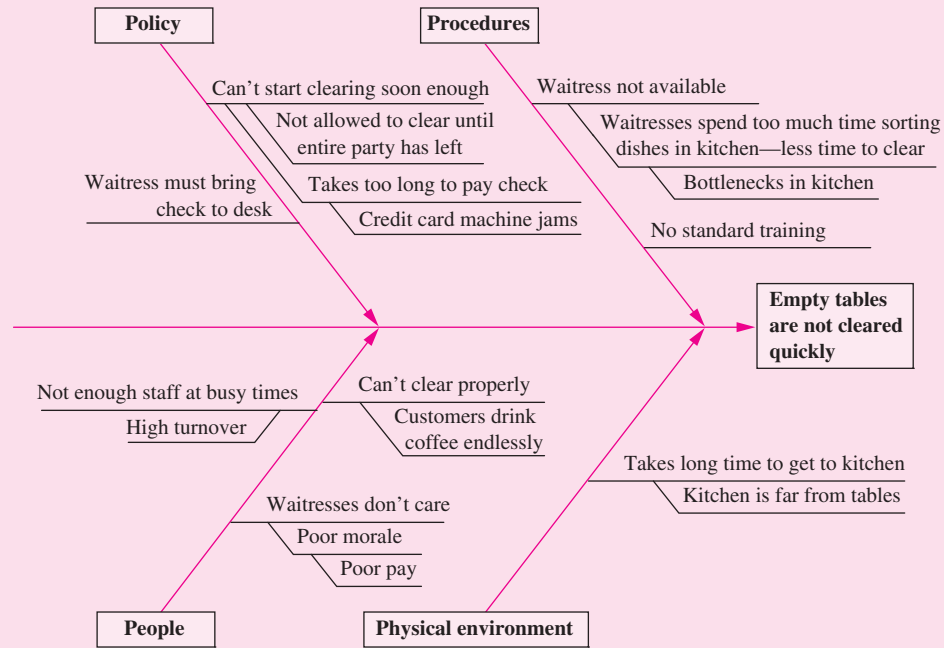 Policy
Procedures
Can't start clearing soon enough
Not allowed to clear until
entire party has left
Takes too long to pay check
Credit card machine jams
Waitress must bring
check to desk
Waitress not available
Waitresses spend too much time sorting
dishes in kitchen—less time to clear
Bottlenecks in kitchen
No standard training
Empty tables
are not cleared
quickly
Not enough staff at busy times
High turnover
Can't clear properly
Customers drink
coffee endlessly
Waitresses don't care
Poor morale
Poor pay
Takes long time to get to kitchen
Kitchen is far from tables
People
Physical environment